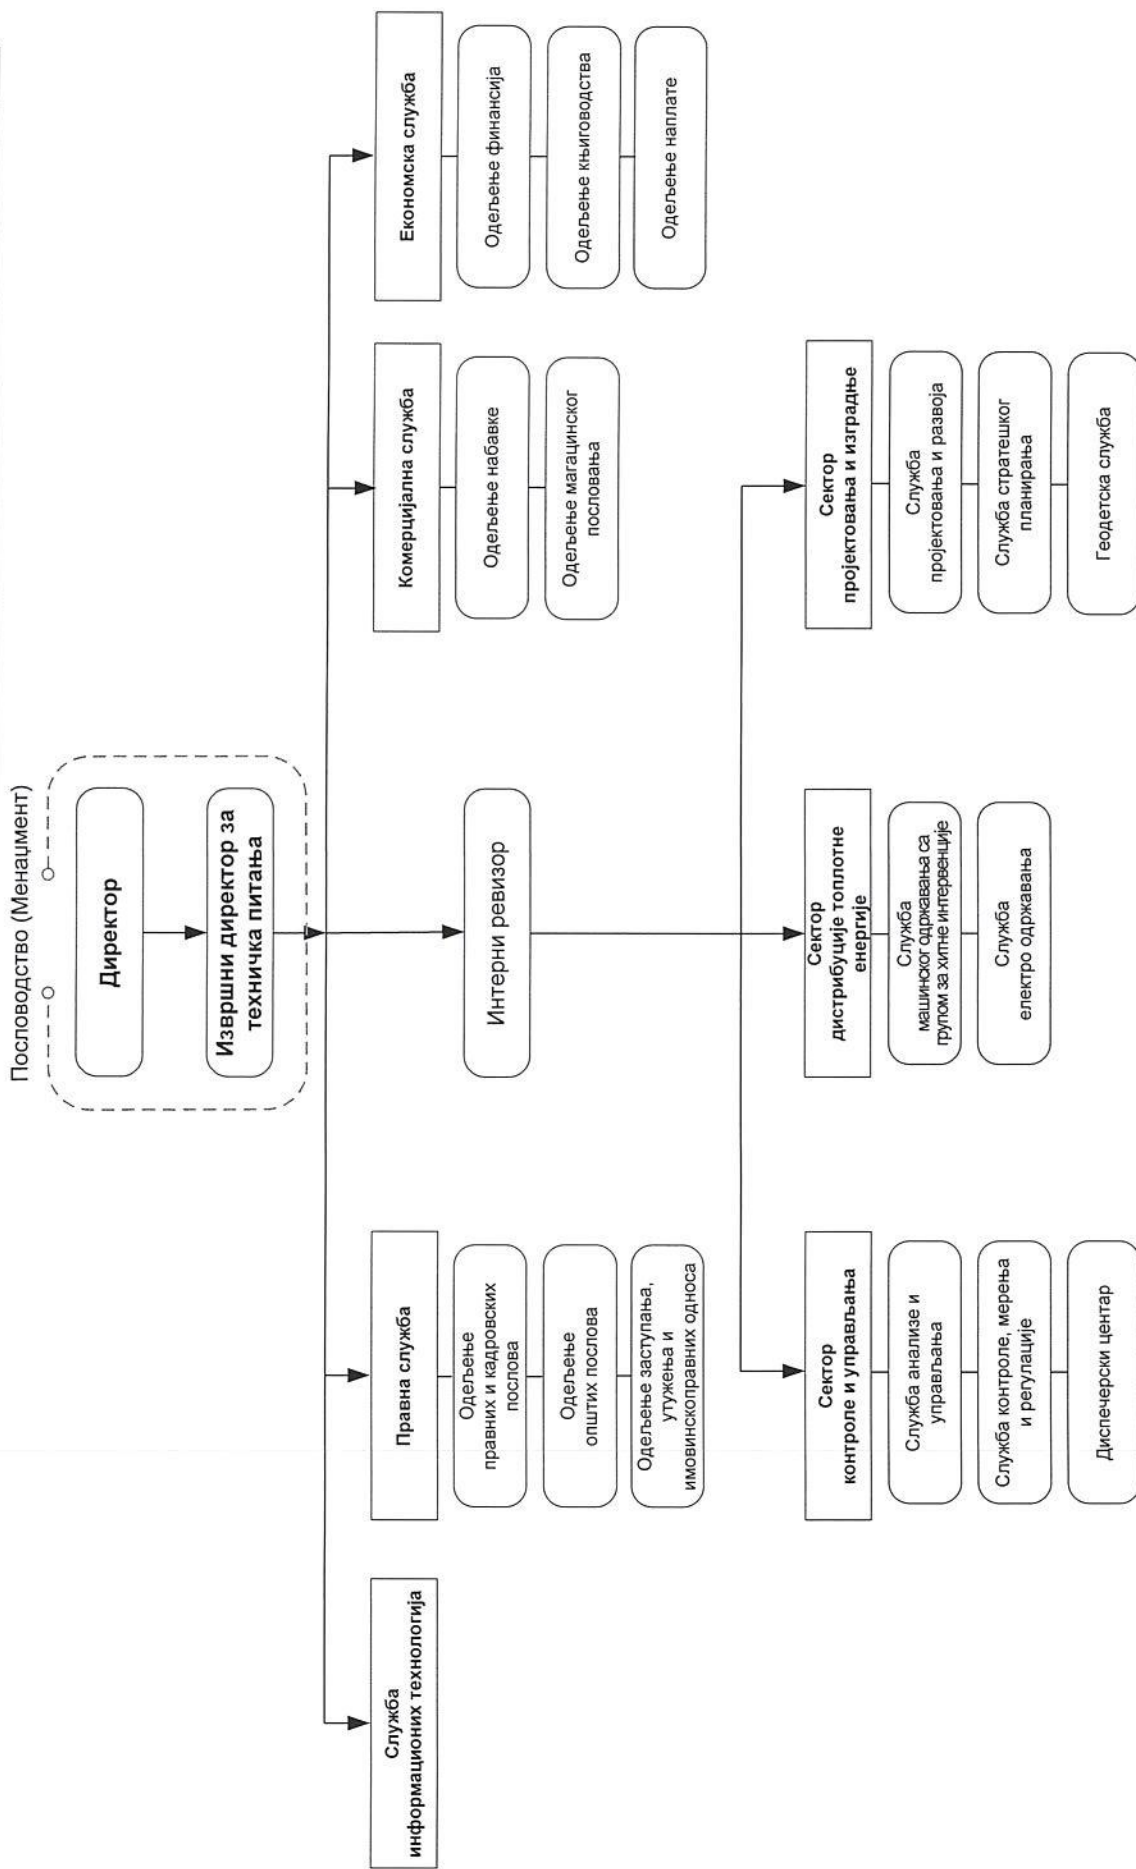 Пословодство (Менаџмент)
Директор
Извршни директор за
техничка питања
Служба
информационих технологија
Правна служба
Одељење
правних и кадровских
послова
Одељење
општих послова
Одељење заступања,
утужења и
имовинскоправних односа
Интерни ревизор
Комерцијална служба
Одељење набавке
Одељење магацинског
пословања
Економска служба
Одељење финансија
Одељење књиговодства
Одељење наплате
Сектор
контроле и управљања
Служба анализе и
управљања
Служба контроле, мерења
и регулације
Диспечерски центар
Сектор
дистрибуције топлотне
енергије
Служба
машинског одржавања са
групом за хитне интервенције
Служба
електро одржавања
Сектор
пројектовања и изградње
Служба
пројектовања и развоја
Служба стратешког
планирања
Геодетска служба